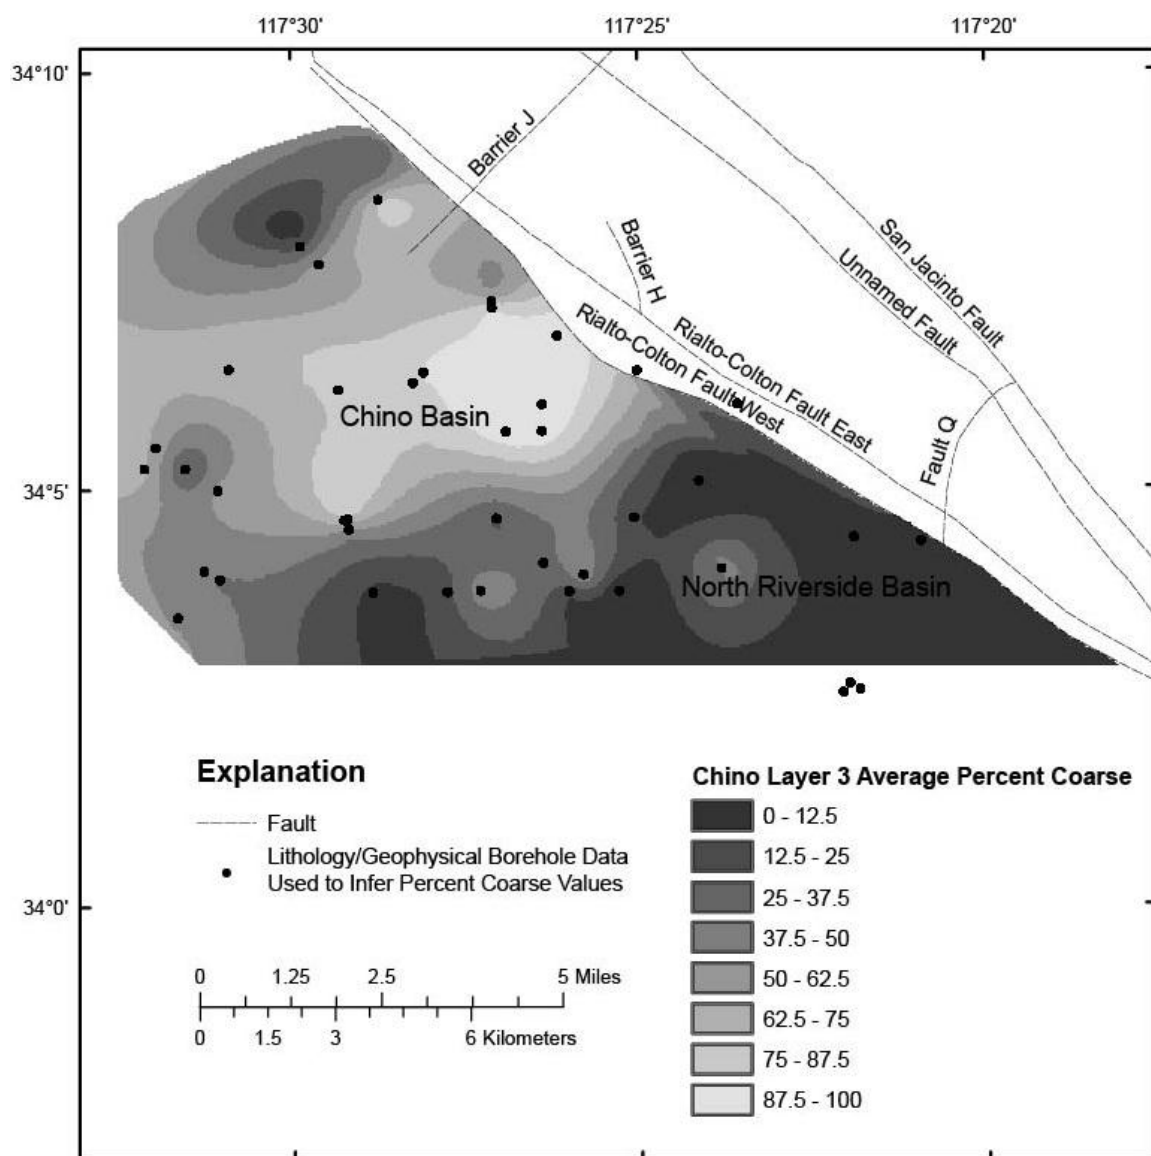 117°30' 117°25' 117°20'
34°10'
Barrier J
San Jacinto Fault
Barrier H
Unnamed Fault
Rialto-Colton Fault East
Rialto-Colton Fault West
Chino Basin
Fault Q
34°5'
North Riverside Basin
Explanation
Fault
Lithology/Geophysical Borehole Data
Used to Infer Percent Coarse Values
Chino Layer 3 Average Percent Coarse
0 - 12.5
12.5 - 25
25 - 37.5
37.5 - 50
50 - 62.5
62.5 - 75
75 - 87.5
87.5 - 100
34°0'
0 1.25 2.5 5 Miles
0 1.5 3 6 Kilometers